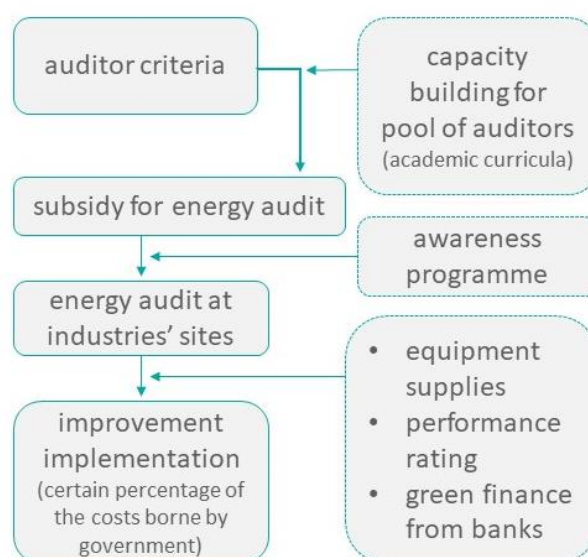 auditor criteria
capacity
building for
pool of auditors
(academic curricula)
subsidy for energy audit
awareness
programme
energy audit at
industries’ sites
• equipment
supplies
• performance
rating
• green finance
from banks
improvement
implementation
(certain percentage of
the costs borne by
government)